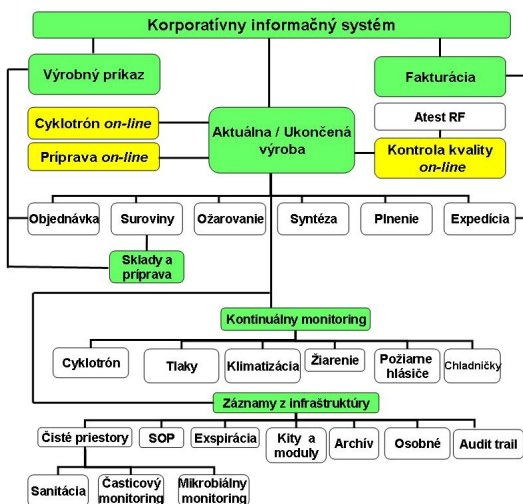 Korporatívny informačný systém
Výrobný príkaz
Fakturácia
Cyklotrón on-line
Aktuálna / Ukončená
výroba
Atest RF
Príprava on-line
Kontrola kvality
on-line
Objednávka
Suroviny
Ožarovanie
Syntéza
Plnenie
Expedícia
Sklady a
príprava
Kontinuálny monitoring
Cyklotrón
Tlaky
Klimatizácia
Žiarenie
Požiarne
hlásiče
Chladničky
Záznamy z infraštruktúry
Čisté priestory
SOP
Exspirácia
Kity a
moduly
Archív
Osobné
Audit trail
Sanitácia
Časticový
monitoring
Mikrobiálny
monitoring